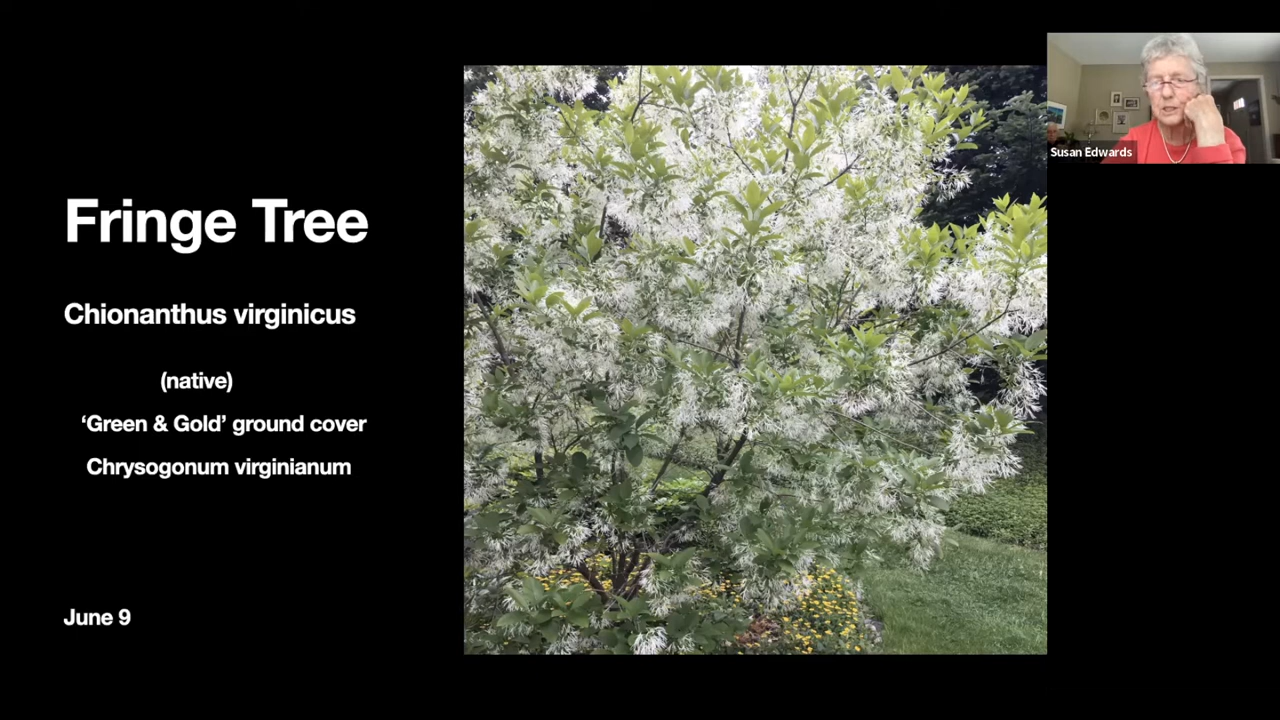 Fringe Tree
Chionanthus virginicus
(native)
‘Green & Gold’ ground cover
Chrysogonum virginianum
June 9
Susan Edwards